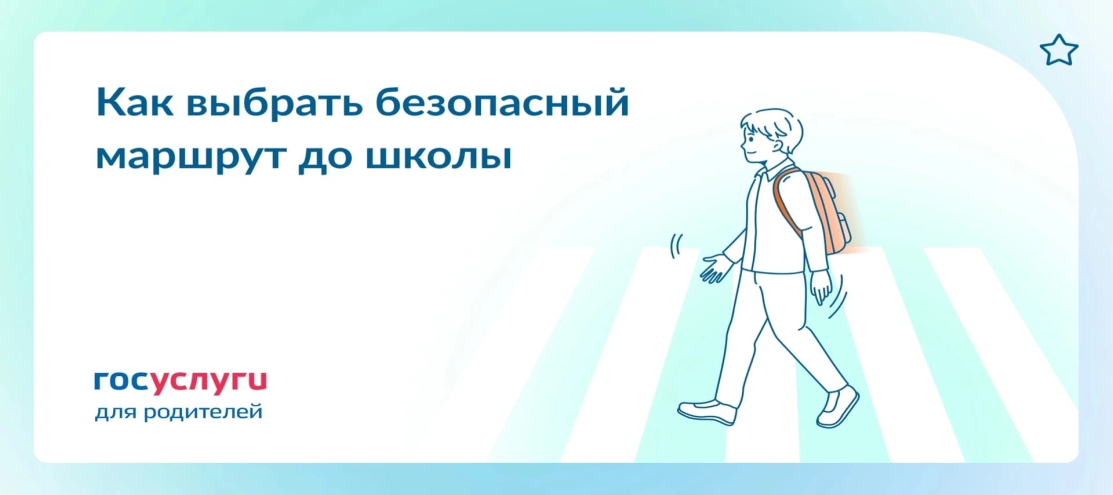 Как выбрать безопасный
маршрут до школы
госуслуги
для родителей